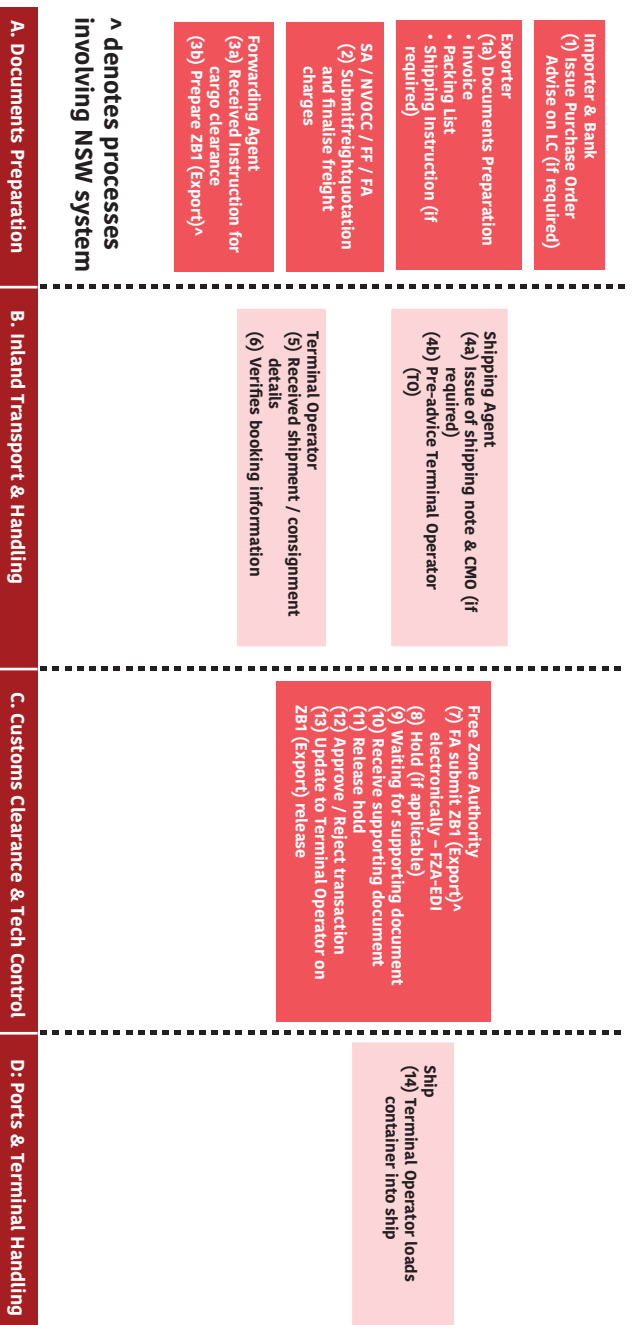 Importer & Bank
(1) Issue Purchase Order
Advise on LC (if required)
Exporter
(1a) Documents Preparation
• Invoice
• Packing List
• Shipping Instruction (if
required)
SA / NVOCC / FF / FA
(2) Submitfreightquotation
and finalise freight
charges
Forwarding Agent
(3a) Received Instruction for
cargo clearance
(3b) Prepare ZB1 (Export)^
^ denotes processes
involving NSW system
A. Documents Preparation
Shipping Agent
(4a) Issue of shipping note & CMO (if
required)
(4b) Pre-advice Terminal Operator
(TO)
Terminal Operator
(5) Received shipment / consignment
details
(6) Verifies booking information
B. Inland Transport & Handling
Free Zone Authority
(7) FA submit ZB1 (Export)^
electronically – FZA-EDI
(8) Hold (if applicable)
(9) Waiting for supporting document
(10) Receive supporting document
(11) Release hold
(12) Approve / Reject transaction
(13) Update to Terminal Operator on
ZB1 (Export) release
C. Customs Clearance & Tech Control
Ship
(14) Terminal Operator loads
container into ship
D: Ports & Terminal Handling